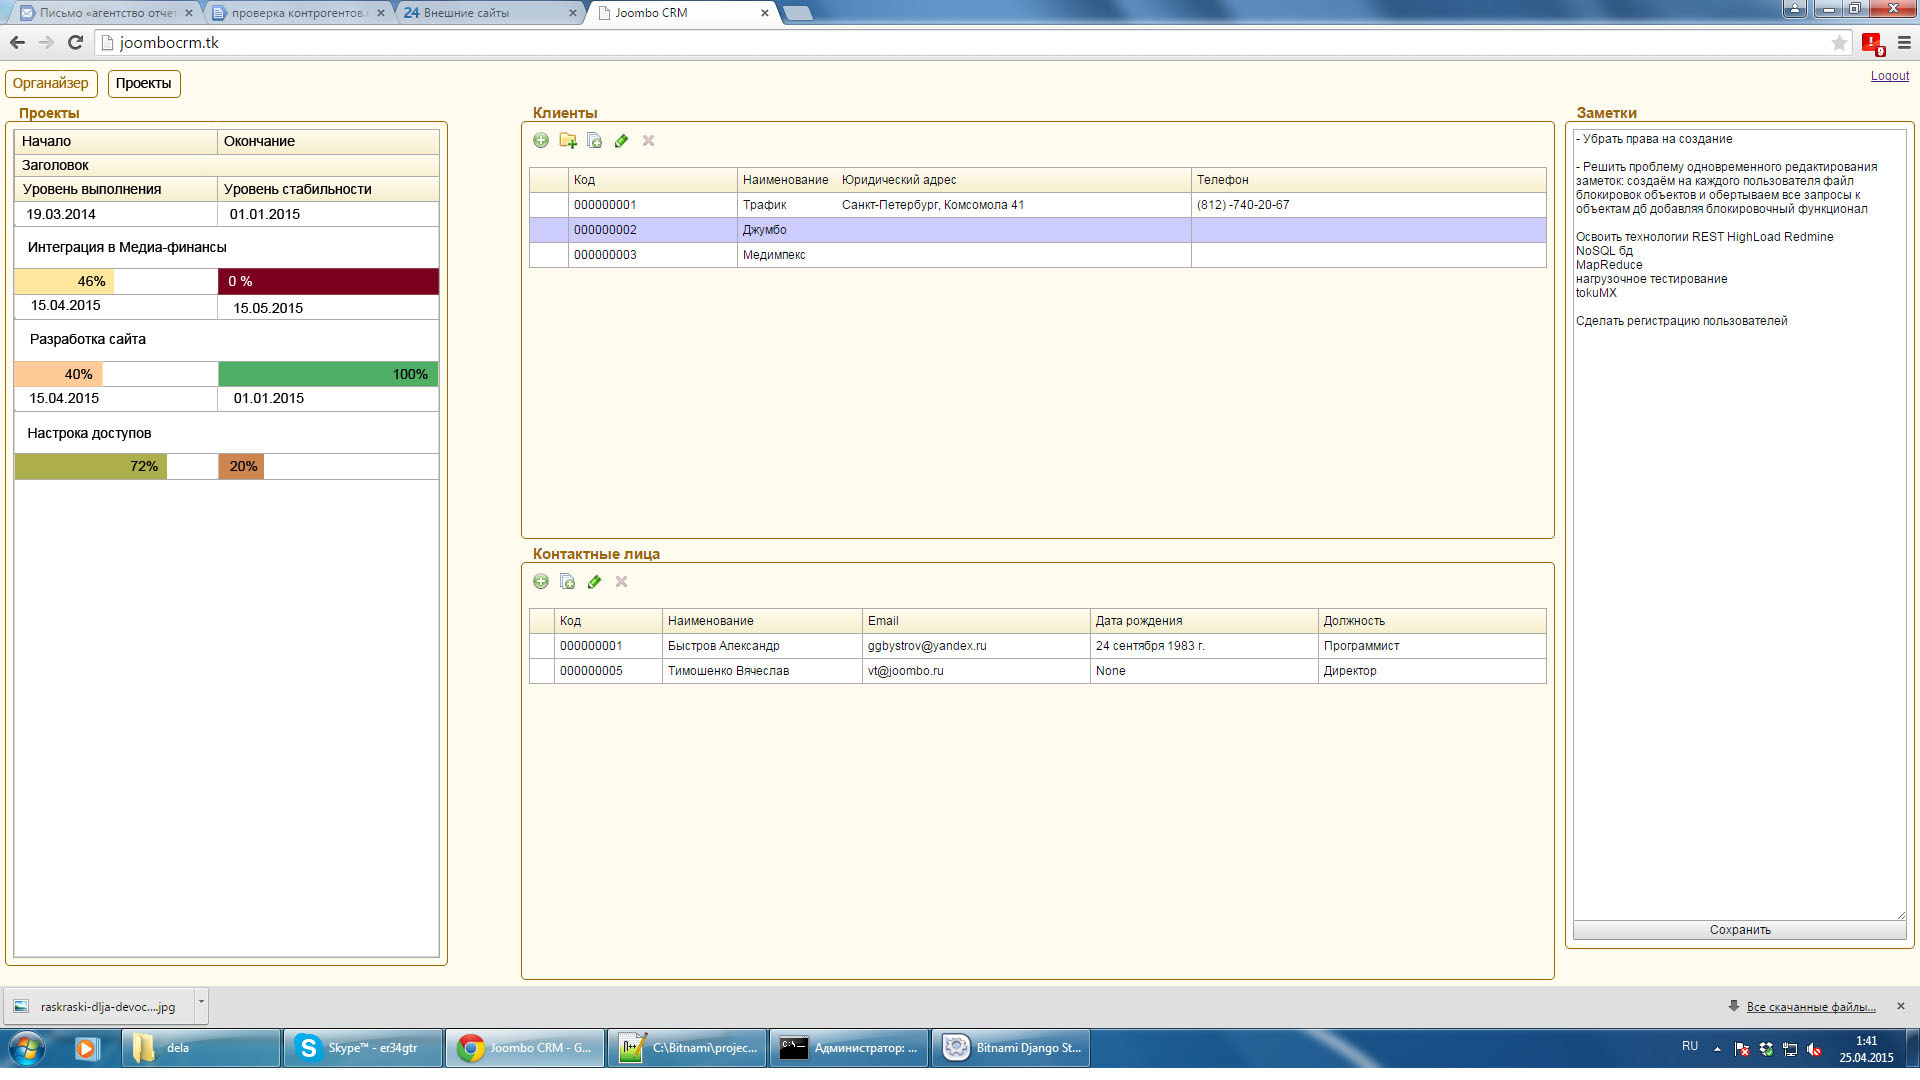 Письмо «агентство отчет
проверка контрогентов.
24 Внешние сайты
Joombo CRM
joombocrm.tk
9
Органайзер
Проекты
Logout
Проекты
Начало Окончание
Заголовок
Уровень выполнения Уровень стабильности
19.03.2014 01.01.2015
Интеграция в Медиа-финансы
46% 0 %
15.04.2015 15.05.2015
Разработка сайта
40% 100%
15.04.2015 01.01.2015
Настрока доступов
72% 20%
Клиенты
Код Наименование Юридический адрес Телефон
000000001 Трафик Санкт-Петербург, Комсомола 41 (812) -740-20-67
000000002 Джумбо
000000003 Медимпекс
Контактные лица
Код Наименование Email Дата рождения Должность
000000001 Быстров Александр ggbystrov@yandex.ru 24 сентября 1983 г. Программист
000000005 Тимошенко Вячеслав vt@joombo.ru None Директор
Заметки
- Убрать права на создание
- Решить проблему одновременного редактирования
заметок: создаём на каждого пользователя файл
блокировок объектов и обертываем все запросы к
объектам дб добавляя блокировочный функционал
Освоить технологии REST HighLoad Redmine
NoSQL бд
MapReduce
нагрузочное тестирование
tokuMX
Сделать регистрацию пользователей
Сохранить
raskraski-dlja-devoc....jpg
Все скачанные файлы...
dela
Skype™ - er34gtr
Joombo CRM - G...
C:\Bitnami\projec...
Администратор: ...
Bitnami Django St...
RU
1:41
25.04.2015